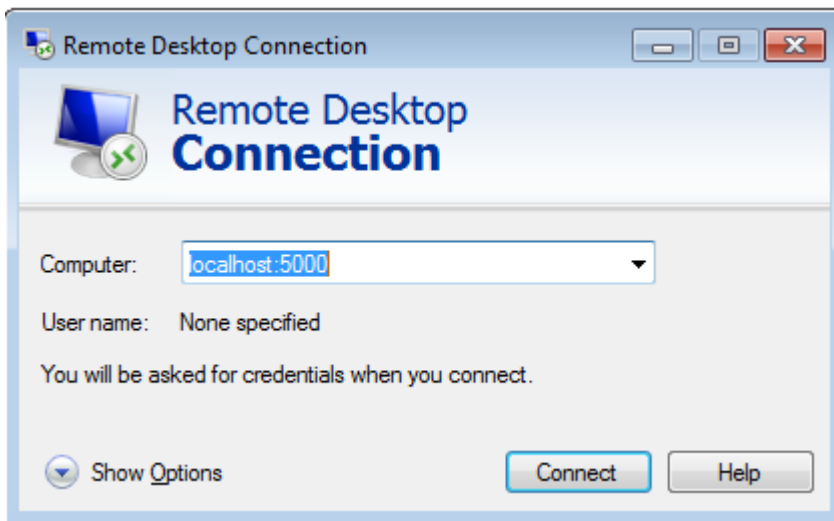 Remote Desktop Connection
Remote Desktop
Connection
Computer: localhost:5000
User name: None specified
You will be asked for credentials when you connect.
Show Options Connect Help